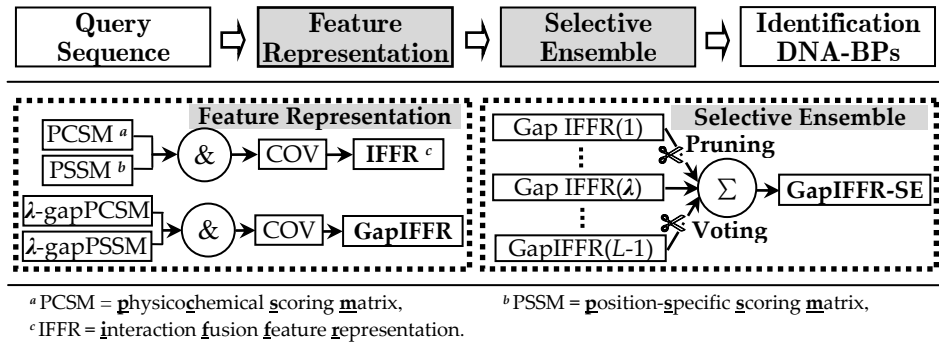 Query Sequence
Feature Representation
Selective Ensemble
Identification DNA-BPs
Feature Representation
PCSM a
PSSM b
&
COV
IFFR c
λ-gapPCSM
λ-gapPSSM
&
COV
GapIFFR
Selective Ensemble
Gap IFFR(1)
Pruning
Gap IFFR(λ)
Σ
GapIFFR-SE
Voting
GapIFFR(L-1)
a PCSM = physicochemical scoring matrix,
b PSSM = position-specific scoring matrix,
c IFFR = interaction fusion feature representation.